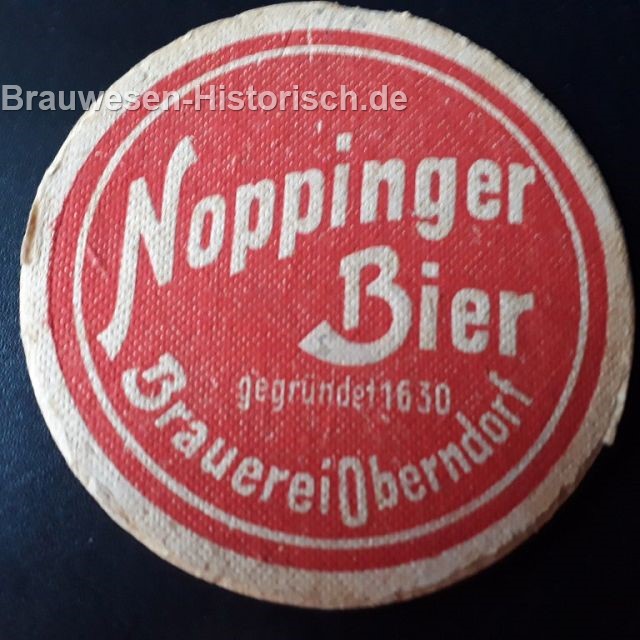 Brauwesen-Historisch.de
Noppinger
Bier
gegründet 1630
Brauerei Oberndorf